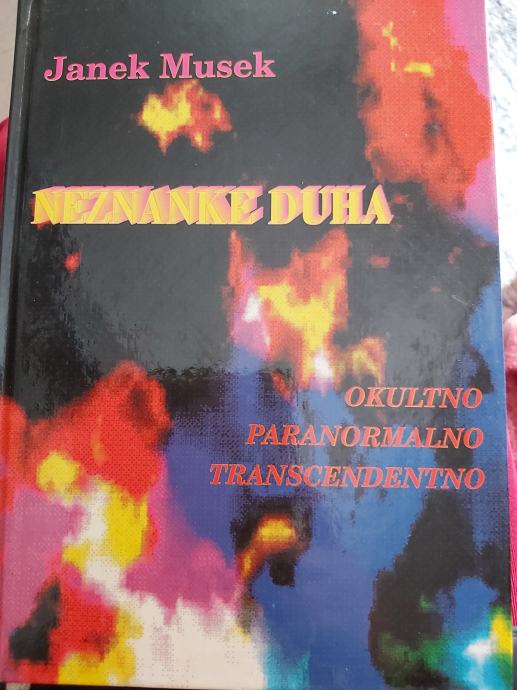 Janek Musek
NEZNANKE DUHA
OKULTNO
PARANORMALNO
TRANSCENDENTNO